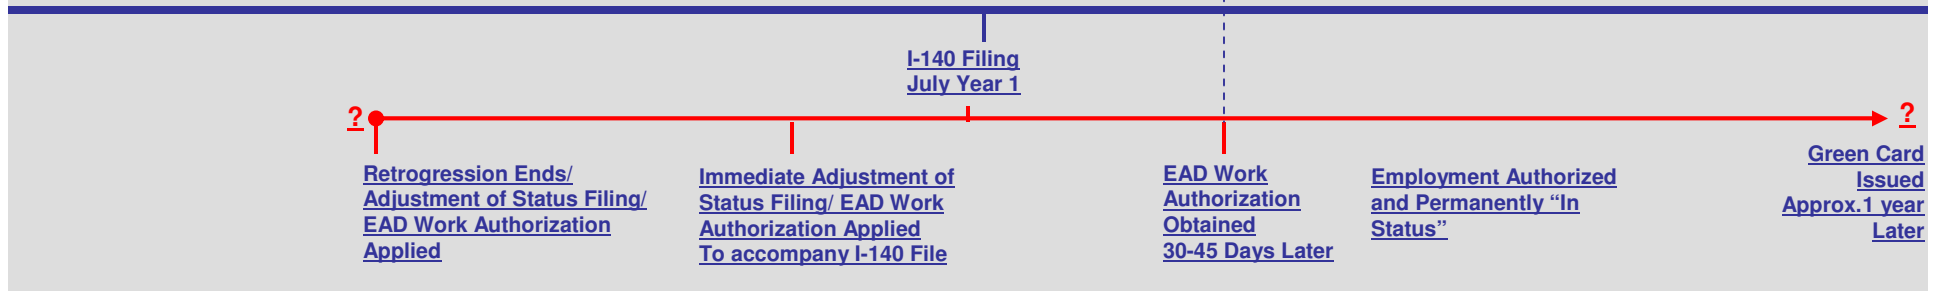 I-140 Filing
July Year 1
?
?
Retrogression Ends/
Adjustment of Status Filing/
EAD Work Authorization
Applied
Immediate Adjustment of
Status Filing/ EAD Work
Authorization Applied
To accompany I-140 File
EAD Work
Authorization
Obtained
30-45 Days Later
Employment Authorized
and Permanently “In
Status”
Green Card
Issued
Approx.1 year
Later